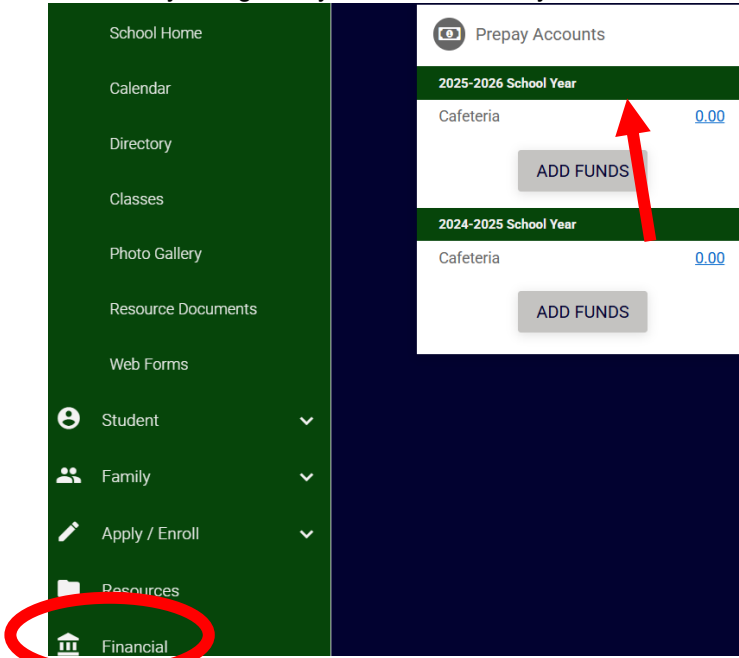 School Home
Calendar
Directory
Classes
Photo Gallery
Resource Documents
Web Forms
Student
Family
Apply / Enroll
Resources
Financial
Prepay Accounts
2025-2026 School Year
Cafeteria 0.00
ADD FUNDS
2024-2025 School Year
Cafeteria 0.00
ADD FUNDS